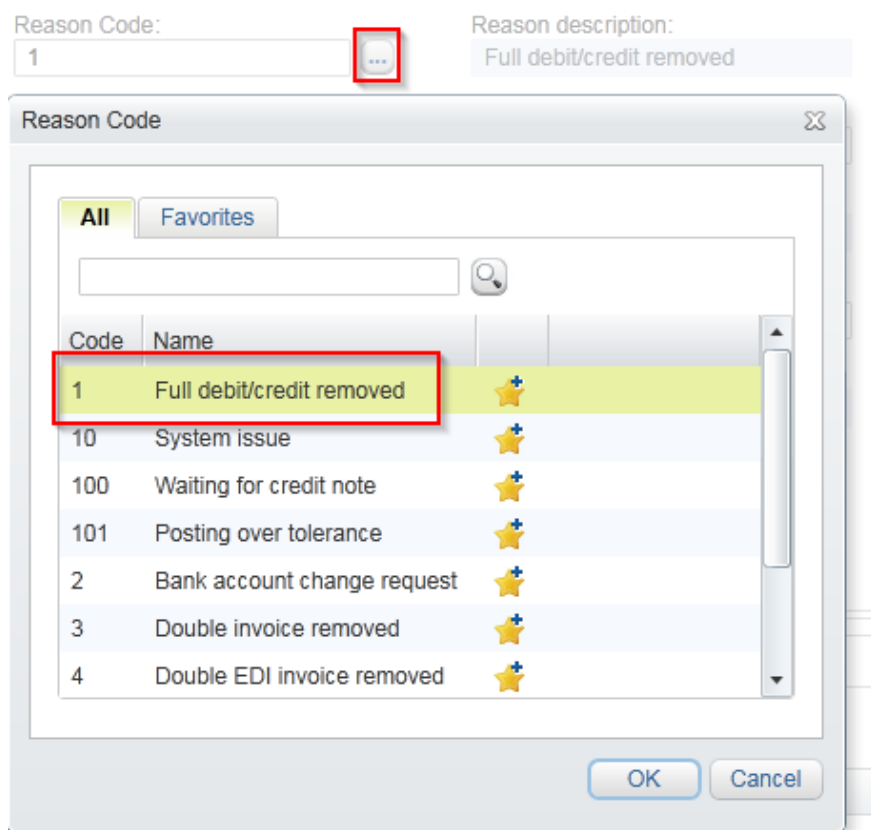 Reason Code: Reason description:
1 ... Full debit/credit removed
Reason Code
All Favorites
Code Name
1 Full debit/credit removed
10 System issue
100 Waiting for credit note
101 Posting over tolerance
2 Bank account change request
3 Double invoice removed
4 Double EDI invoice removed
OK Cancel